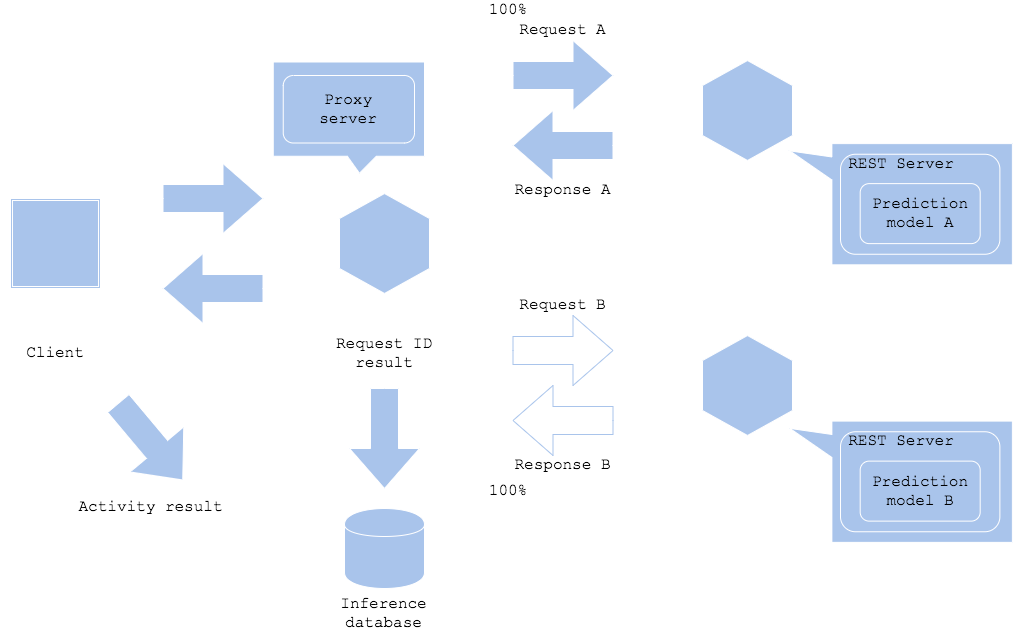 100%
Request A
Proxy
server
Response A
REST Server
Prediction
model A
Client
Request ID
result
Request B
Response B
100%
REST Server
Prediction
model B
Activity result
Inference
database